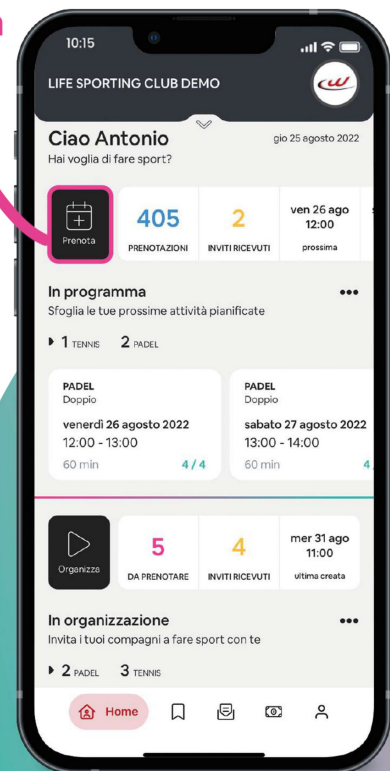 10:15
LIFE SPORTING CLUB DEMO
Ciao Antonio
gio 25 agosto 2022
Hai voglia di fare sport?
Prenota
405
PRENOTAZIONI
2
INVITI RICEVUTI
ven 26 ago
12:00
prossima
In programma
Sfoglia le tue prossime attività pianificate
1 TENNIS 2 PADEL
PADEL
Doppio
venerdì 26 agosto 2022
12:00 - 13:00
60 min 4 / 4
PADEL
Doppio
sabato 27 agosto 2022
13:00 - 14:00
60 min 4
Organizza
5
DA PRENOTARE
4
INVITI RICEVUTI
mer 31 ago
11:00
ultima creata
In organizzazione
Invita i tuoi compagni a fare sport con te
2 PADEL 3 TENNIS
Home